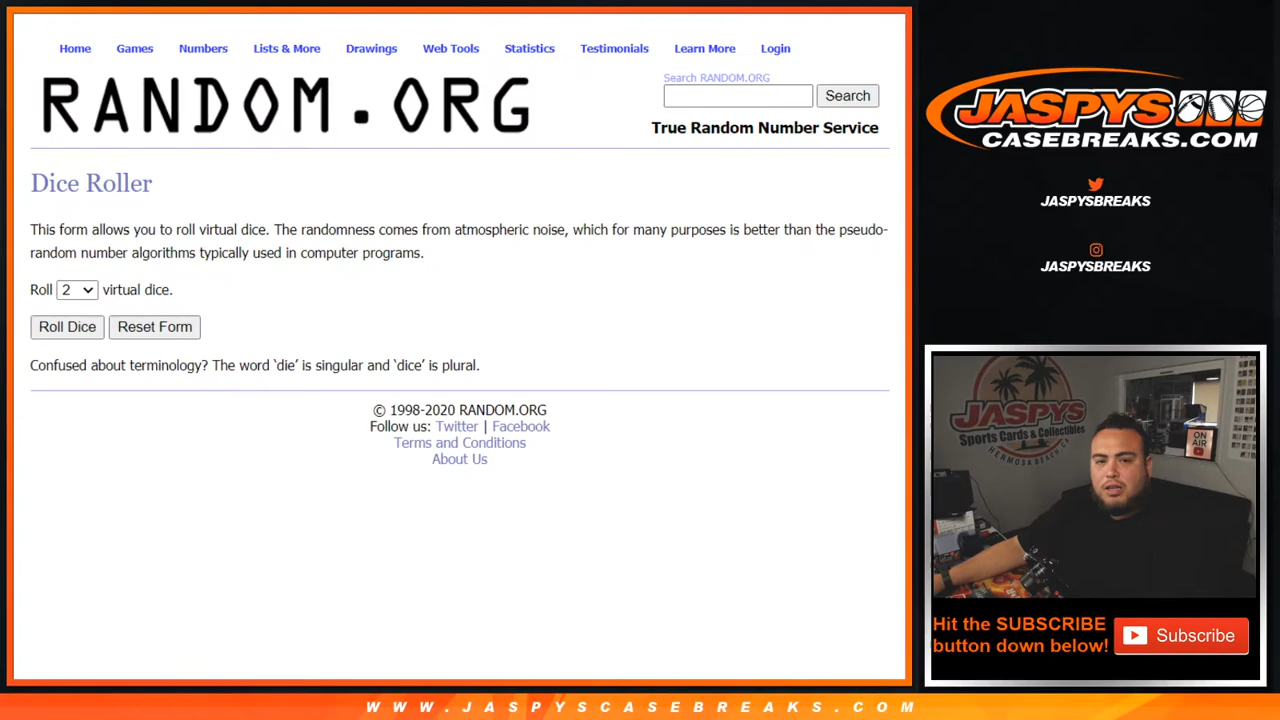 Home Games Numbers Lists & More Drawings Web Tools Statistics Testimonials Learn More Login
RANDOM.ORG
Search RANDOM.ORG
Search
True Random Number Service
Dice Roller
This form allows you to roll virtual dice. The randomness comes from atmospheric noise, which for many purposes is better than the pseudo-
random number algorithms typically used in computer programs.
Roll 2 virtual dice.
Roll Dice Reset Form
Confused about terminology? The word ‘die’ is singular and ‘dice’ is plural.
© 1998-2020 RANDOM.ORG
Follow us: Twitter | Facebook
Terms and Conditions
About Us
JASPYS
CASEBREAKS.COM
JASPYSBREAKS
JASPYSBREAKS
JASPYS
Sports Cards & Collectibles
HERMOSA BEACH, CA
ON
AIR
Hit the SUBSCRIBE
button down below!
Subscribe
WWW.JASPYSCASEBREAKS.COM